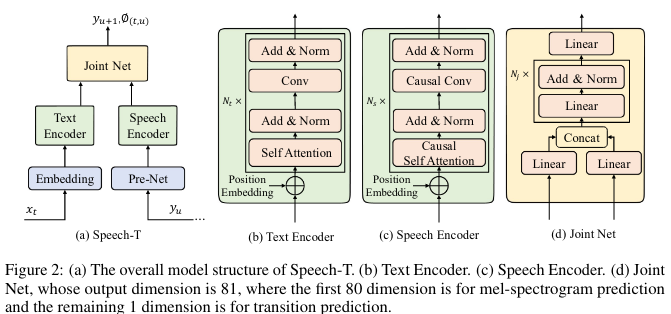 y_{u+1},Ø_{(t,u)}
Joint Net
Text
Encoder
Speech
Encoder
Embedding
Pre-Net
x_t
y_u ...
(a) Speech-T
Add & Norm
Conv
N_t ×
Add & Norm
Self Attention
Position
Embedding
(b) Text Encoder
Add & Norm
Causal Conv
N_s ×
Add & Norm
Causal
Self Attention
Position
Embedding
(c) Speech Encoder
Linear
N_j ×
Add & Norm
Linear
Concat
Linear
Linear
(d) Joint Net
Figure 2: (a) The overall model structure of Speech-T. (b) Text Encoder. (c) Speech Encoder. (d) Joint
Net, whose output dimension is 81, where the first 80 dimension is for mel-spectrogram prediction
and the remaining 1 dimension is for transition prediction.